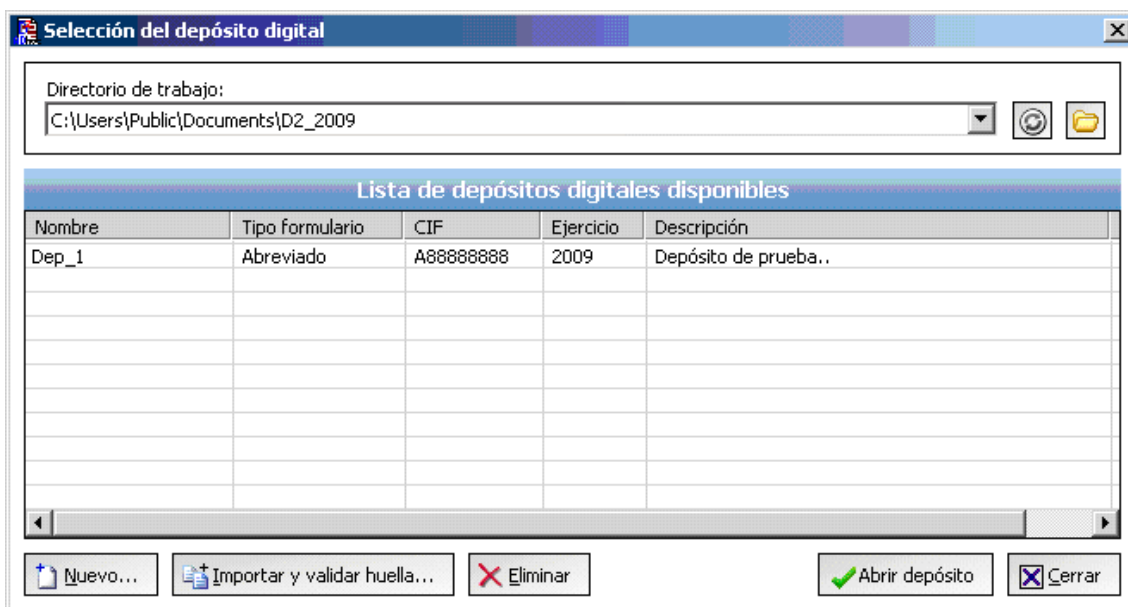 Selección del depósito digital
Directorio de trabajo:
C:\Users\Public\Documents\D2_2009
Lista de depósitos digitales disponibles
Nombre Tipo formulario CIF Ejercicio Descripción
Dep_1 Abreviado A88888888 2009 Depósito de prueba..
Nuevo... Importar y validar huella... Eliminar Abrir depósito Cerrar